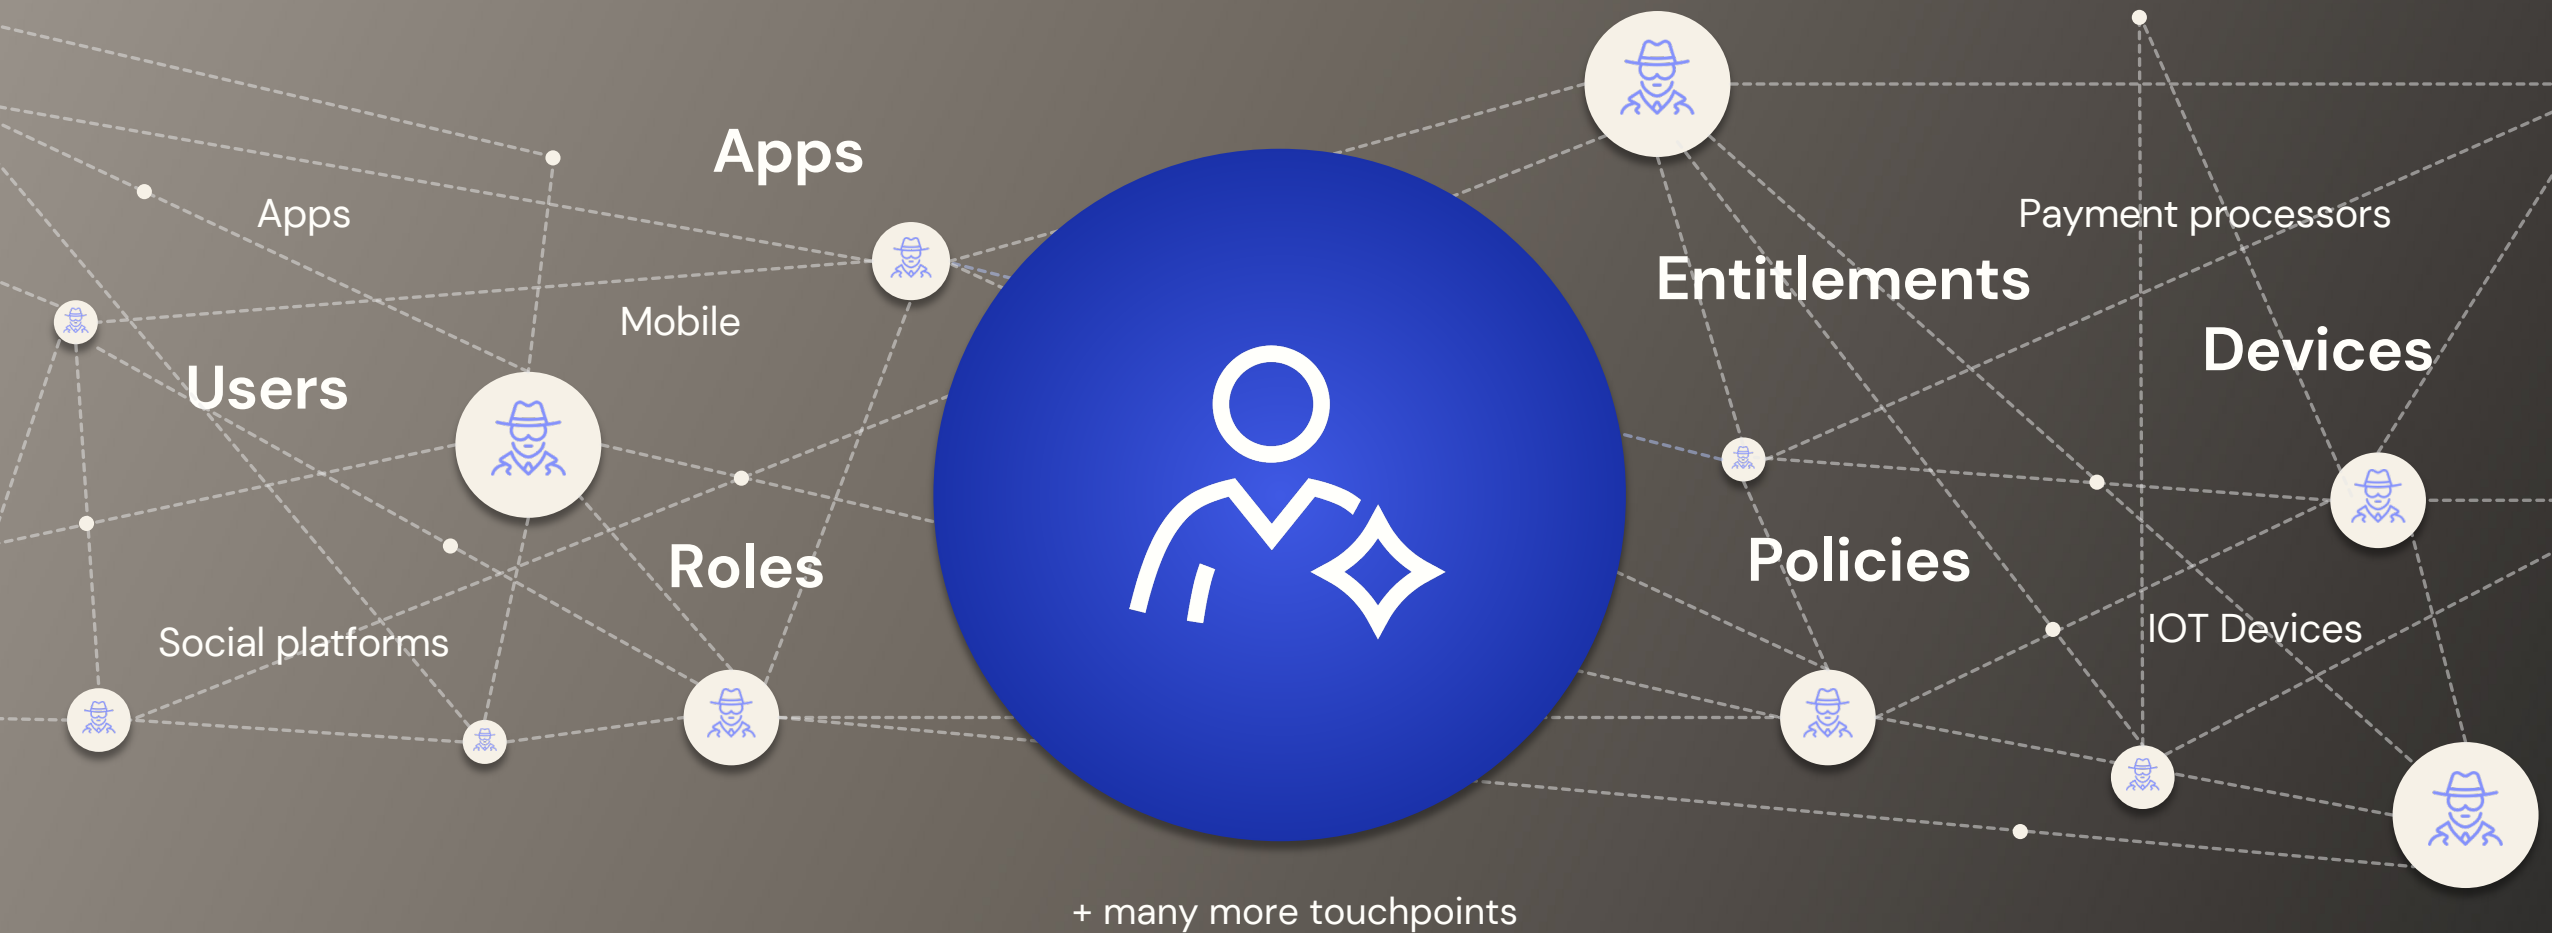 Apps
Apps
Payment processors
Entitlements
Mobile
Devices
Users
Roles
Policies
Social platforms
IOT Devices
+ many more touchpoints